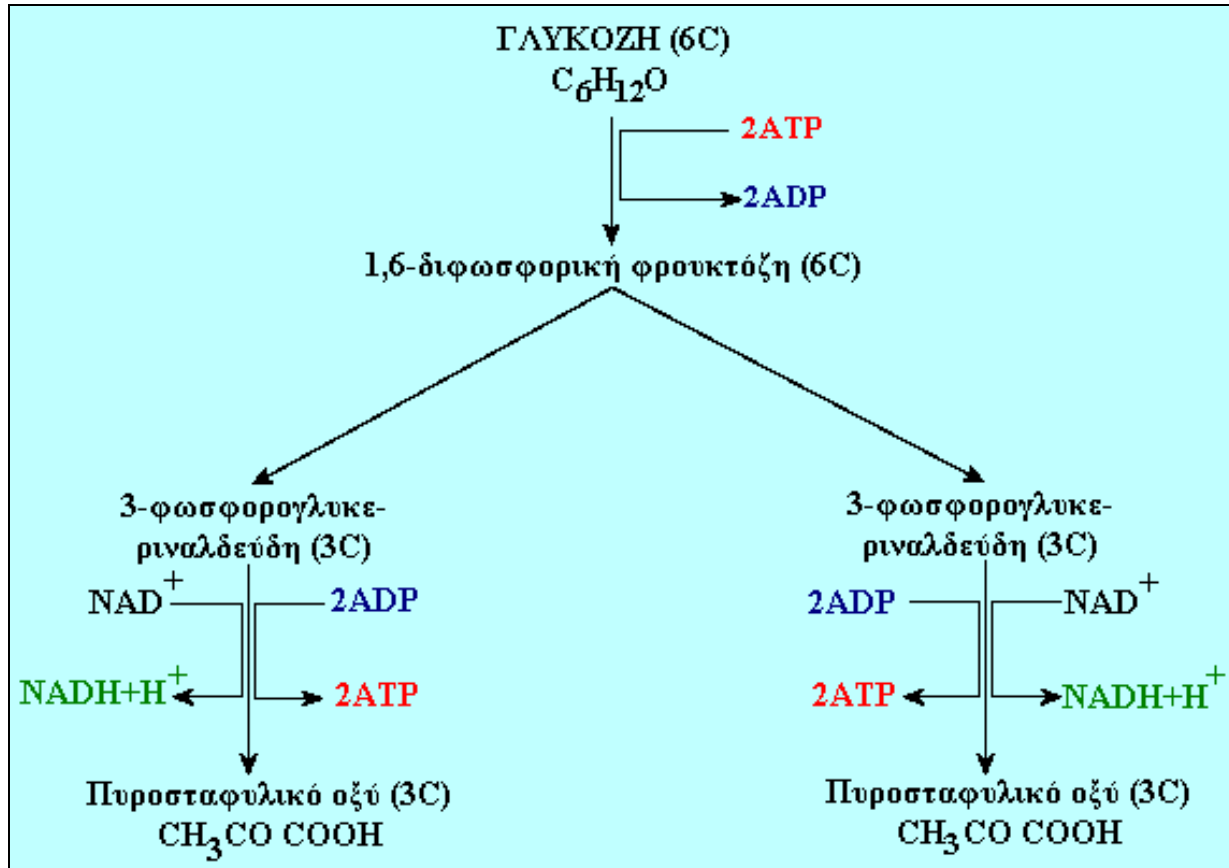 ΓΛΥΚΟΖΗ (6C)
C6H12O
2ATP
2ADP
1,6-διφωσφορική φρουκτόζη (6C)
3-φωσφορογλυκε-
ριναλδεύδη (3C)
NAD+
2ADP
NADH+H+
2ATP
Πυροσταφυλικό οξύ (3C)
CH3CO COOH
3-φωσφορογλυκε-
ριναλδεύδη (3C)
2ADP
NAD+
2ATP
NADH+H+
Πυροσταφυλικό οξύ (3C)
CH3CO COOH